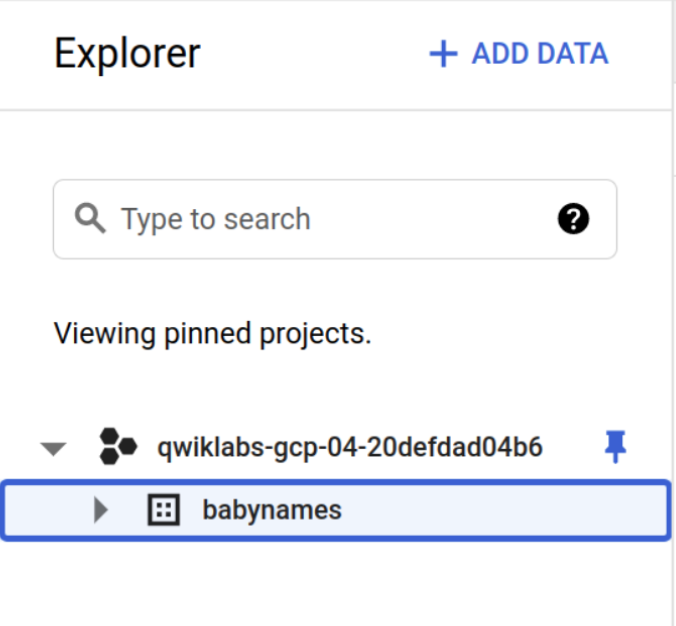 Explorer
+ ADD DATA
Type to search
?
Viewing pinned projects.
qwiklabs-gcp-04-20defdad04b6
babynames